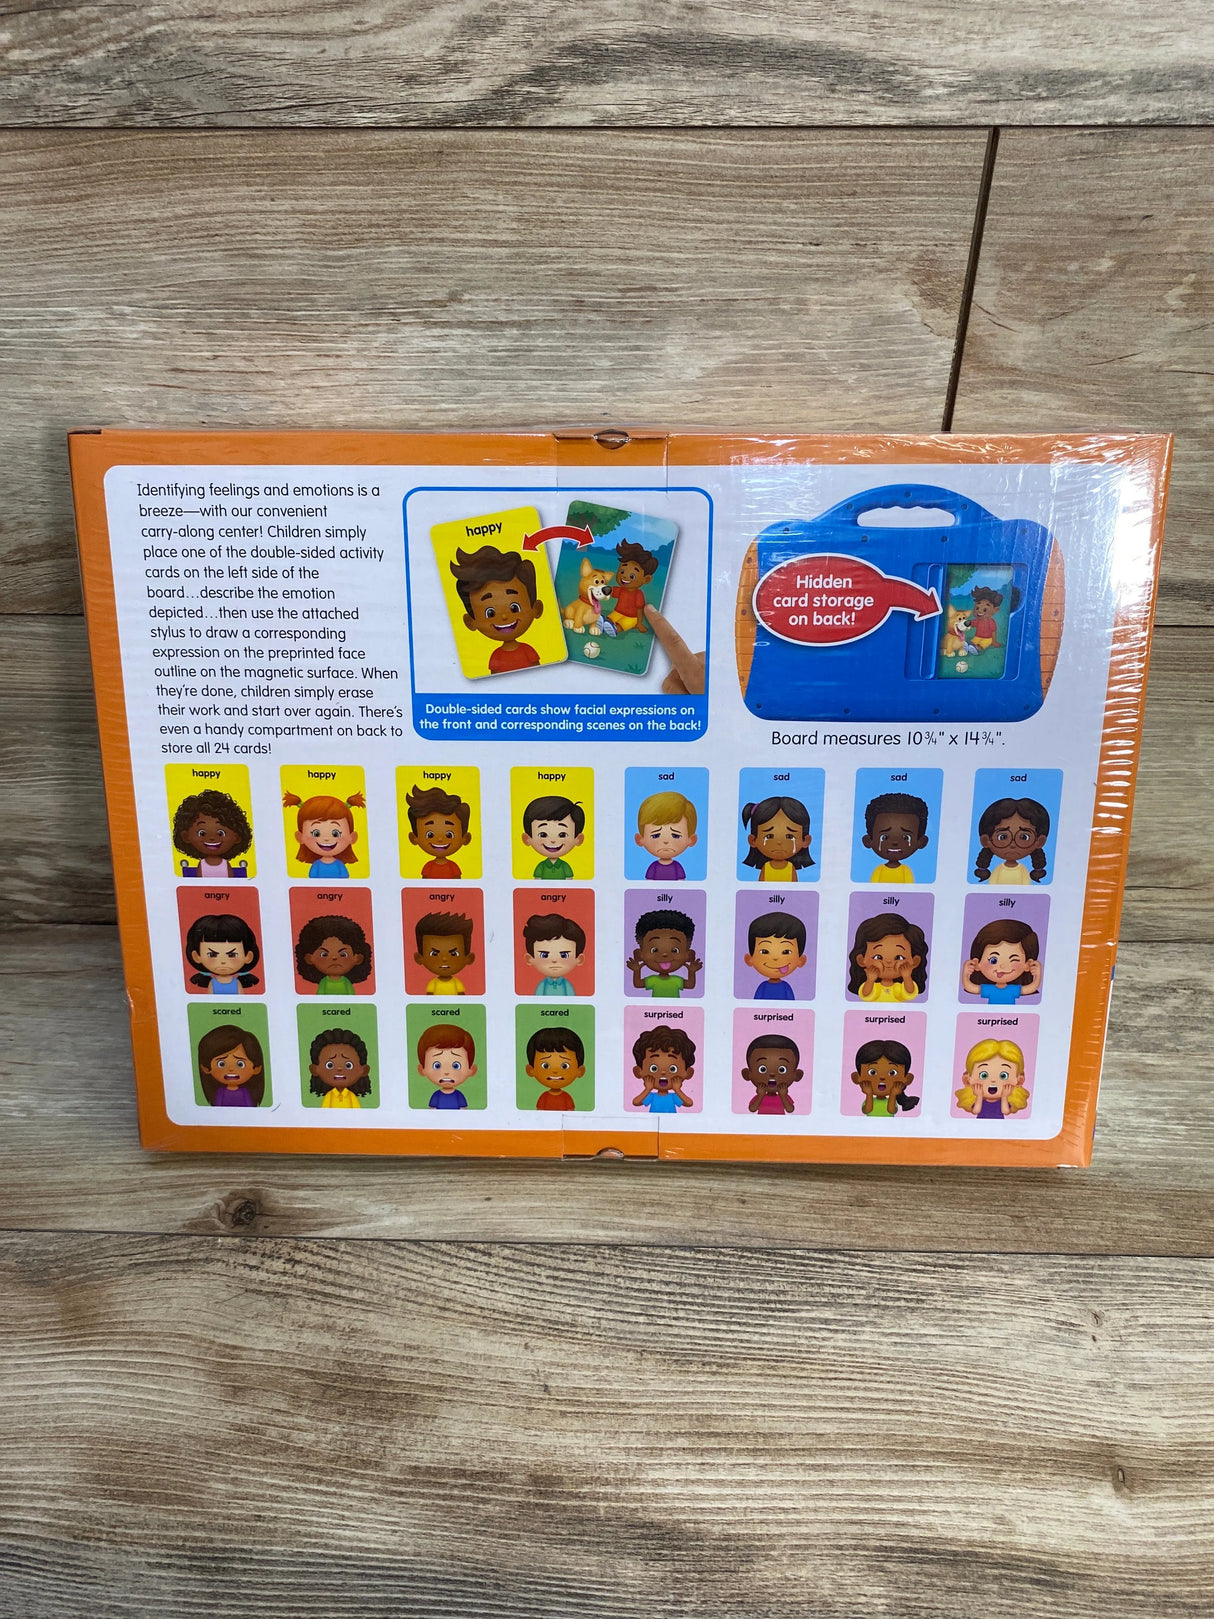 Identifying feelings and emotions is a
breeze—with our convenient
carry-along center! Children simply
place one of the double-sided activity
cards on the left side of the
board...describe the emotion
depicted...then use the attached
stylus to draw a corresponding
expression on the preprinted face
outline on the magnetic surface. When
they're done, children simply erase
their work and start over again. There's
even a handy compartment on back to
store all 24 cards!
happy
Double-sided cards show facial expressions on
the front and corresponding scenes on the back!
Hidden
card storage
on back!
Board measures 10¾" x 14¾".
happy happy happy happy sad sad sad sad
angry angry angry angry silly silly silly silly
scared scared scared scared surprised surprised surprised surprised